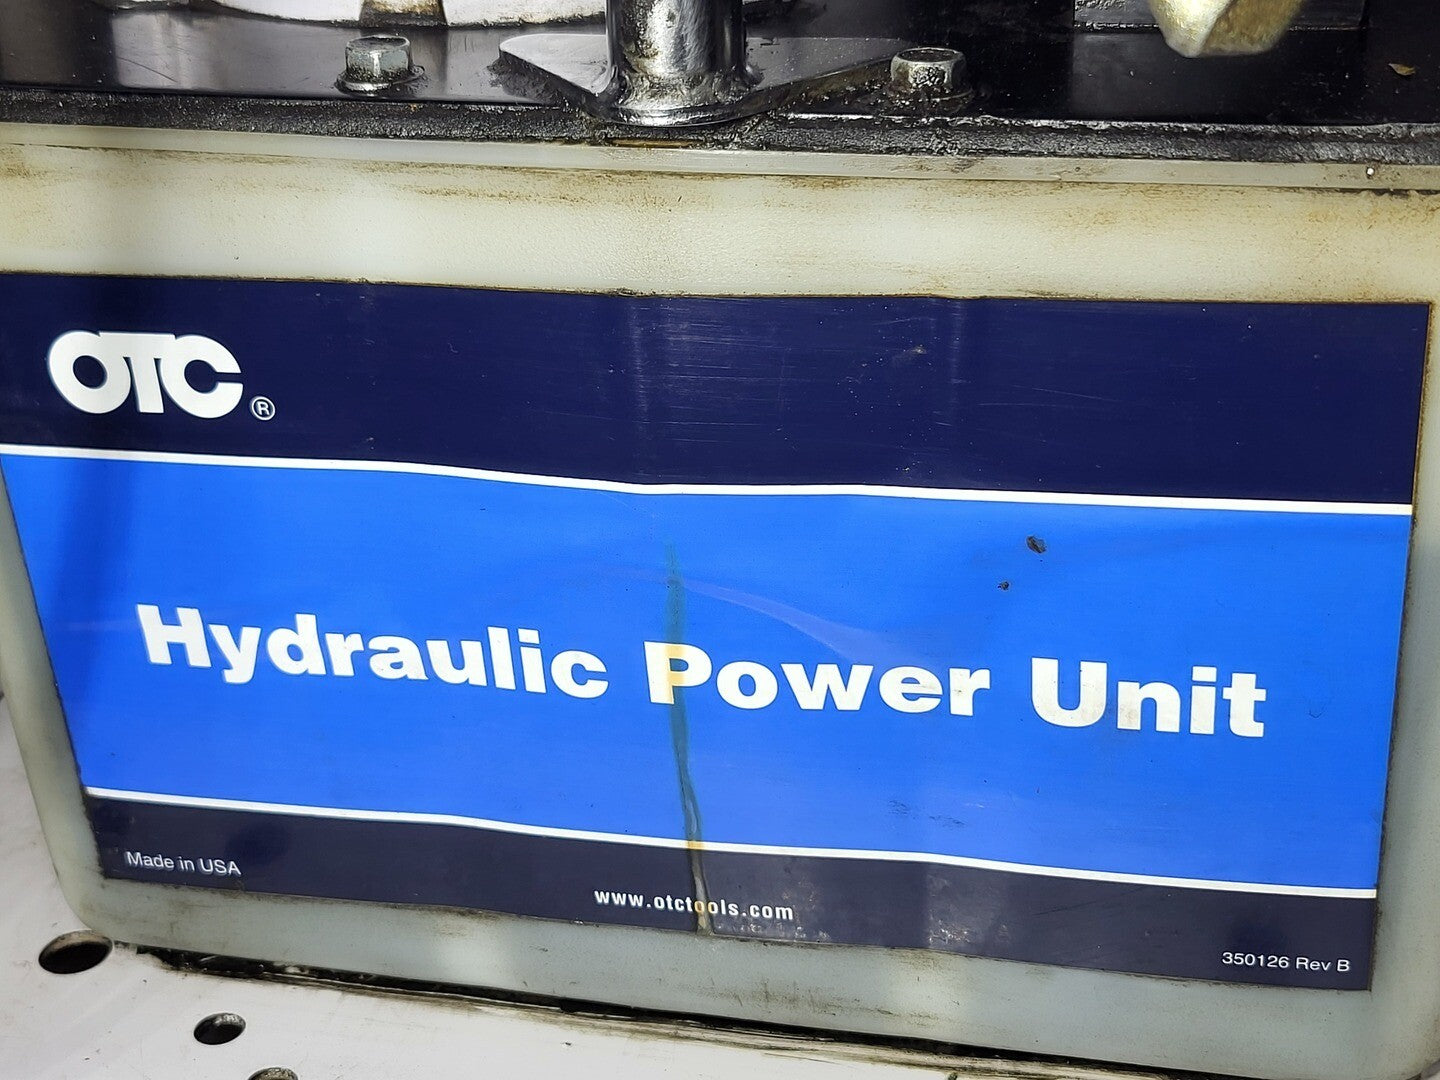 OTC®
Hydraulic Power Unit
Made in USA
www.otctools.com
350126 Rev B